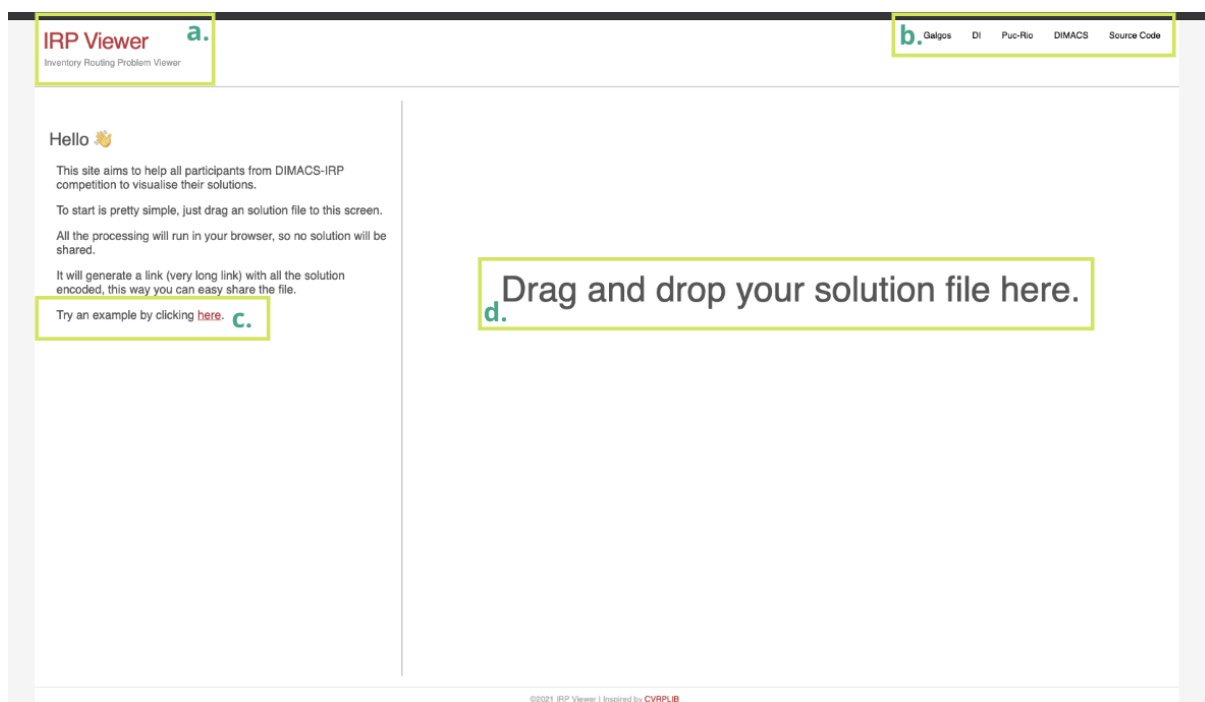 IRP Viewer
a.
Inventory Routing Problem Viewer
b.
Galgos DI Puc-Rio DIMACS Source Code
Hello 👋
This site aims to help all participants from DIMACS-IRP
competition to visualise their solutions.
To start is pretty simple, just drag an solution file to this screen.
All the processing will run in your browser, so no solution will be
shared.
It will generate a link (very long link) with all the solution
encoded, this way you can easy share the file.
Try an example by clicking here.
c.
Drag and drop your solution file here.
d.
©2021 IRP Viewer | Inspired by CVRPLIB